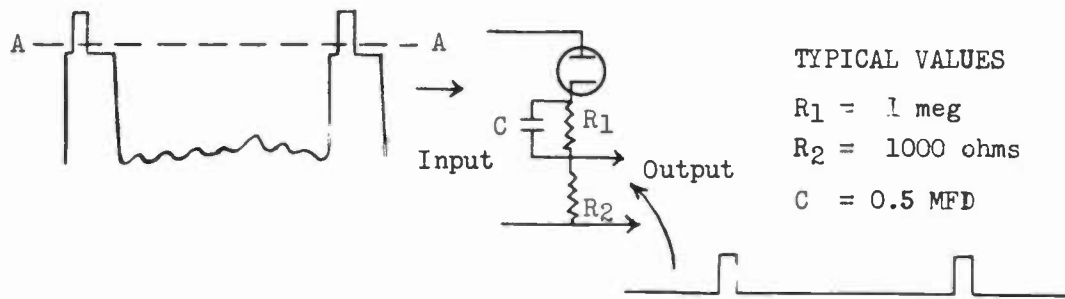 A A
TYPICAL VALUES
R1 = 1 meg
R2 = 1000 ohms
C = 0.5 MFD
C R1
Input Output
R2